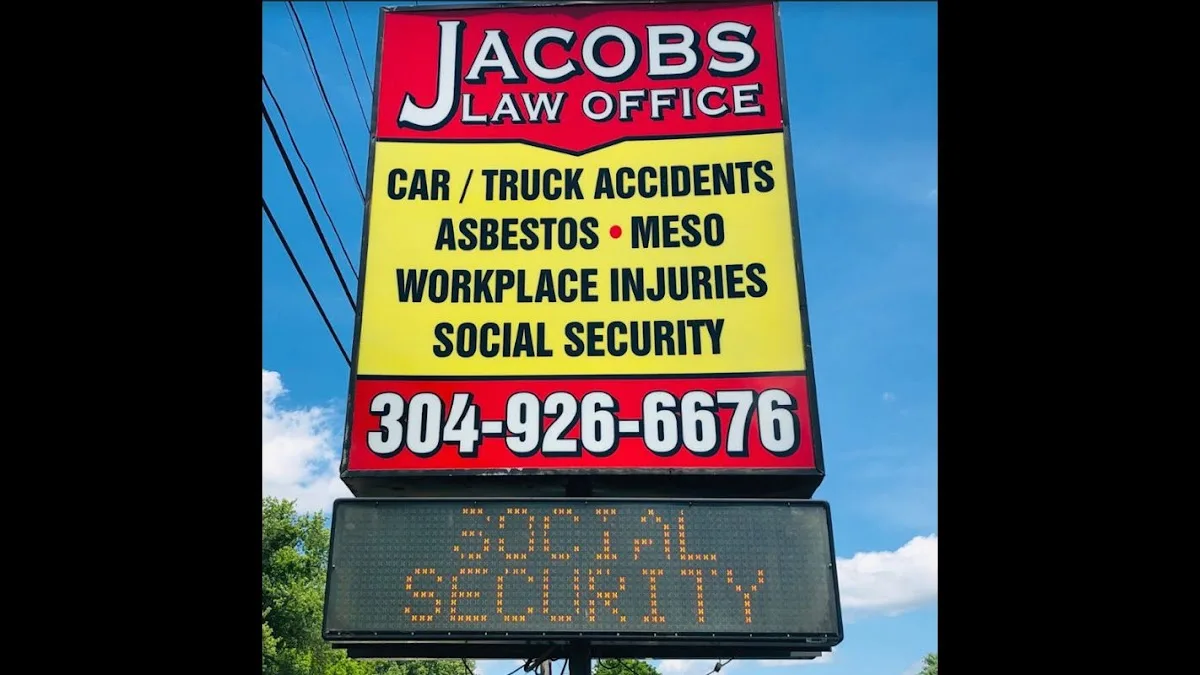 JACOBS
LAW OFFICE
CAR / TRUCK ACCIDENTS
ASBESTOS • MESO
WORKPLACE INJURIES
SOCIAL SECURITY
304-926-6676
SOCIAL
SECURITY